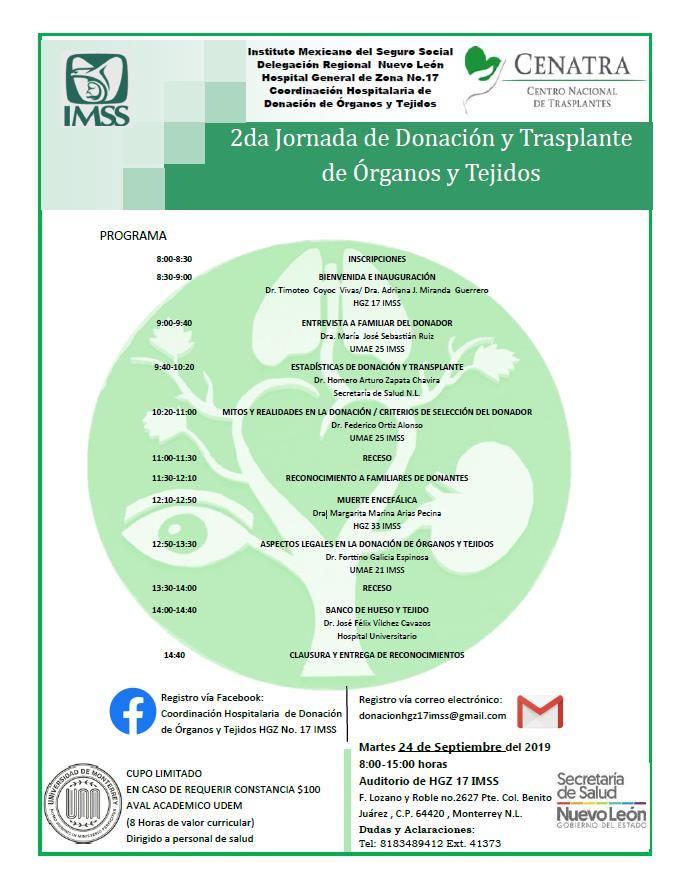 IMSS
Instituto Mexicano del Seguro Social
Delegación Regional Nuevo León
Hospital General de Zona No.17
Coordinación Hospitalaria de
Donación de Órganos y Tejidos
CENATRA
CENTRO NACIONAL
DE TRASPLANTES
2da Jornada de Donación y Trasplante
de Órganos y Tejidos
PROGRAMA
8:00-8:30 INSCRIPCIONES
8:30-9:00 BIENVENIDA E INAUGURACIÓN
Dr. Timoteo Coyoc Vivas/ Dra. Adriana J. Miranda Guerrero
HGZ 17 IMSS
9:00-9:40 ENTREVISTA A FAMILIAR DEL DONADOR
Dra. María José Sebastián Ruiz
UMAE 25 IMSS
9:40-10:20 ESTADÍSTICAS DE DONACIÓN Y TRANSPLANTE
Dr. Homero Arturo Zapata Chavira
Secretaria de Salud N.L.
10:20-11:00 MITOS Y REALIDADES EN LA DONACIÓN / CRITERIOS DE SELECCIÓN DEL DONADOR
Dr. Federico Ortiz Alonso
UMAE 25 IMSS
11:00-11:30 RECESO
11:30-12:10 RECONOCIMIENTO A FAMILIARES DE DONANTES
12:10-12:50 MUERTE ENCEFÁLICA
Dra Margarita Marina Arias Pecina
HGZ 33 IMSS
12:50-13:30 ASPECTOS LEGALES EN LA DONACIÓN DE ÓRGANOS Y TEJIDOS
Dr. Forttino Galicia Espinosa
UMAE 21 IMSS
13:30-14:00 RECESO
14:00-14:40 BANCO DE HUESO Y TEJIDO
Dr. José Félix Vílchez Cavazos
Hospital Universitario
14:40 CLAUSURA Y ENTREGA DE RECONOCIMIENTOS
Registro vía Facebook:
Coordinación Hospitalaria de Donación
de Órganos y Tejidos HGZ No. 17 IMSS
Registro vía correo electrónico:
donacionhgz17imss@gmail.com
UNIVERSIDAD DE MONTERREY
CUPO LIMITADO
EN CASO DE REQUERIR CONSTANCIA $100
AVAL ACADEMICO UDEM
(8 Horas de valor curricular)
Dirigido a personal de salud
Martes 24 de Septiembre del 2019
8:00-15:00 horas
Auditorio de HGZ 17 IMSS
F. Lozano y Roble no.2627 Pte. Col. Benito
Juárez , C.P. 64420 , Monterrey N.L.
Dudas y Aclaraciones:
Tel: 8183489412 Ext. 41373
Secretaría
de Salud
Nuevo León
GOBIERNO DEL ESTADO